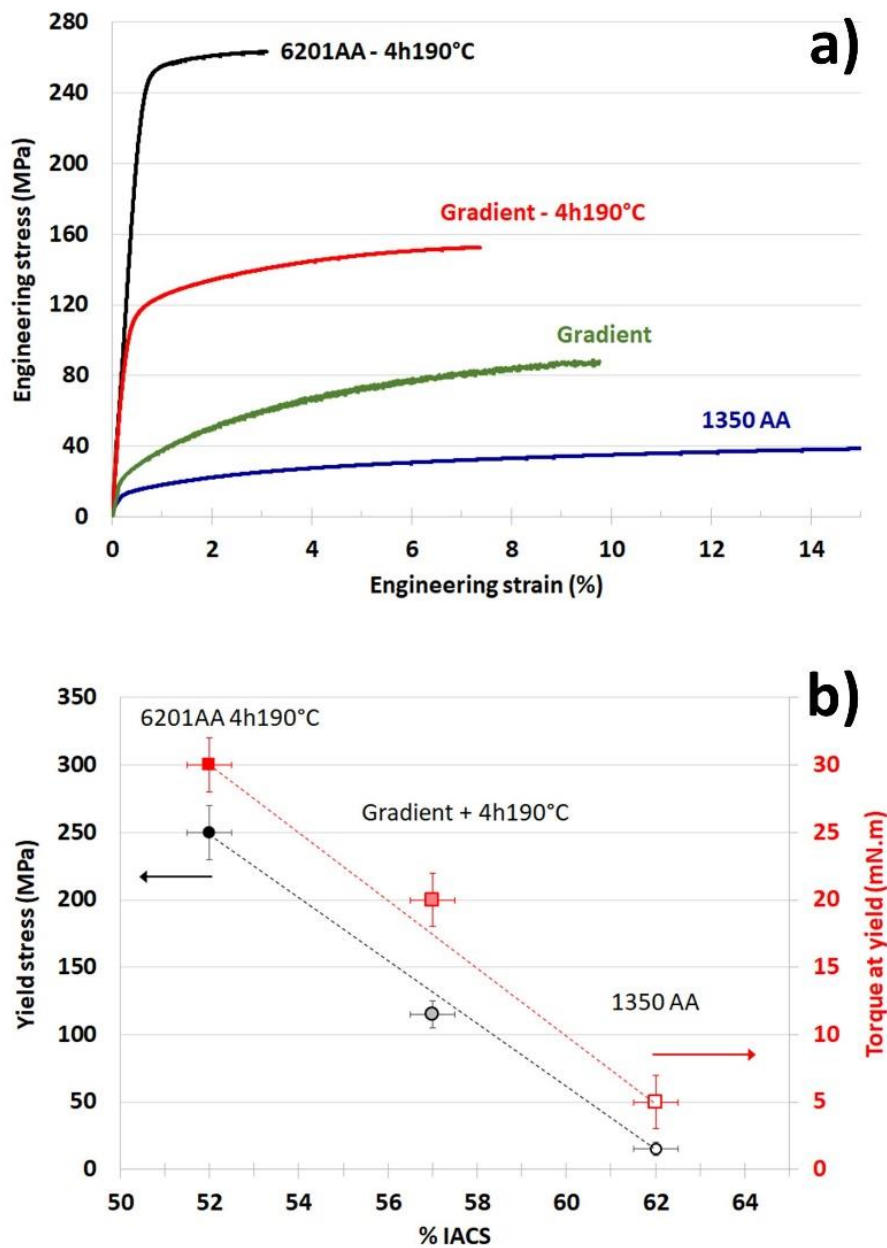 a)
280
240
200
160
120
80
40
0
Engineering stress (MPa)
6201AA - 4h190°C
Gradient - 4h190°C
Gradient
1350 AA
0 2 4 6 8 10 12 14
Engineering strain (%)
b)
350
300
250
200
150
100
50
0
Yield stress (MPa)
6201AA 4h190°C
Gradient + 4h190°C
1350 AA
30
25
20
15
10
5
0
Torque at yield (mN.m)
50 52 54 56 58 60 62 64
% IACS